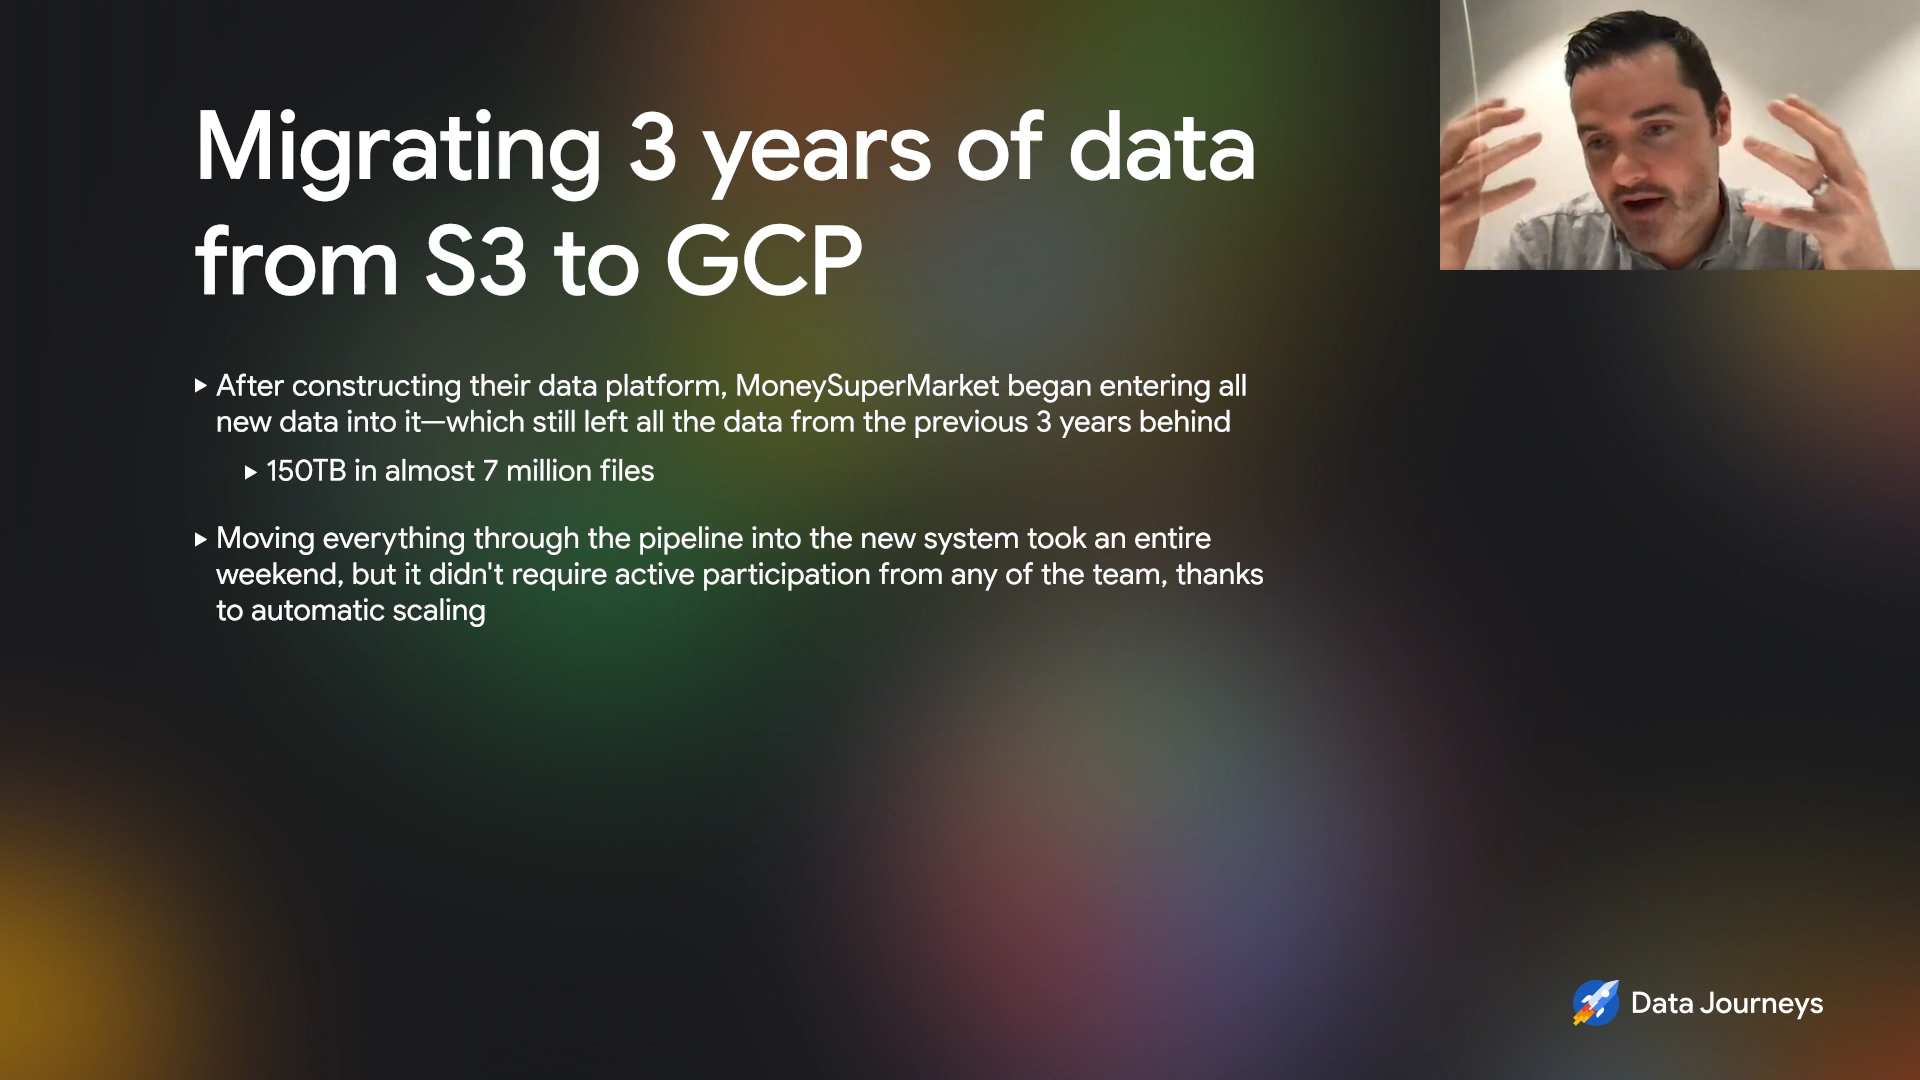 Migrating 3 years of data
from S3 to GCP
▶ After constructing their data platform, MoneySuperMarket began entering all
new data into it—which still left all the data from the previous 3 years behind
▶ 150TB in almost 7 million files
▶ Moving everything through the pipeline into the new system took an entire
weekend, but it didn't require active participation from any of the team, thanks
to automatic scaling
Data Journeys